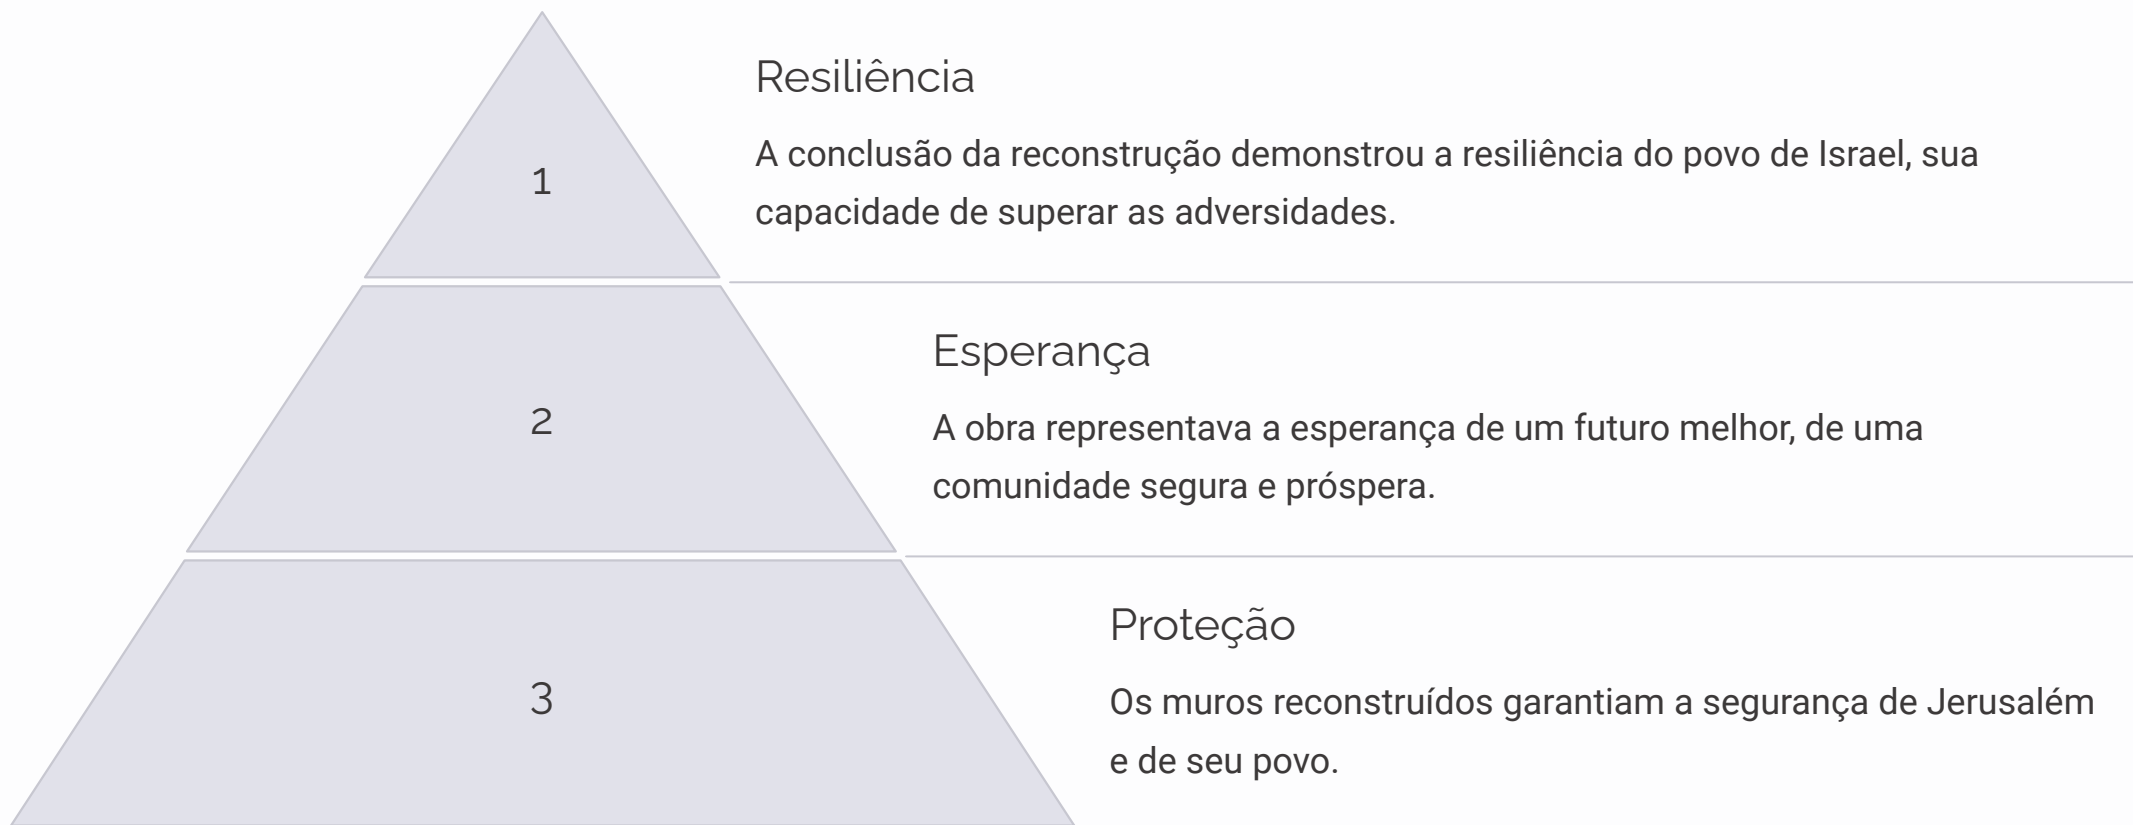 Resiliência
A conclusão da reconstrução demonstrou a resiliência do povo de Israel, sua
capacidade de superar as adversidades.
1
Esperança
A obra representava a esperança de um futuro melhor, de uma
comunidade segura e próspera.
2
Proteção
Os muros reconstruídos garantiam a segurança de Jerusalém
e de seu povo.
3